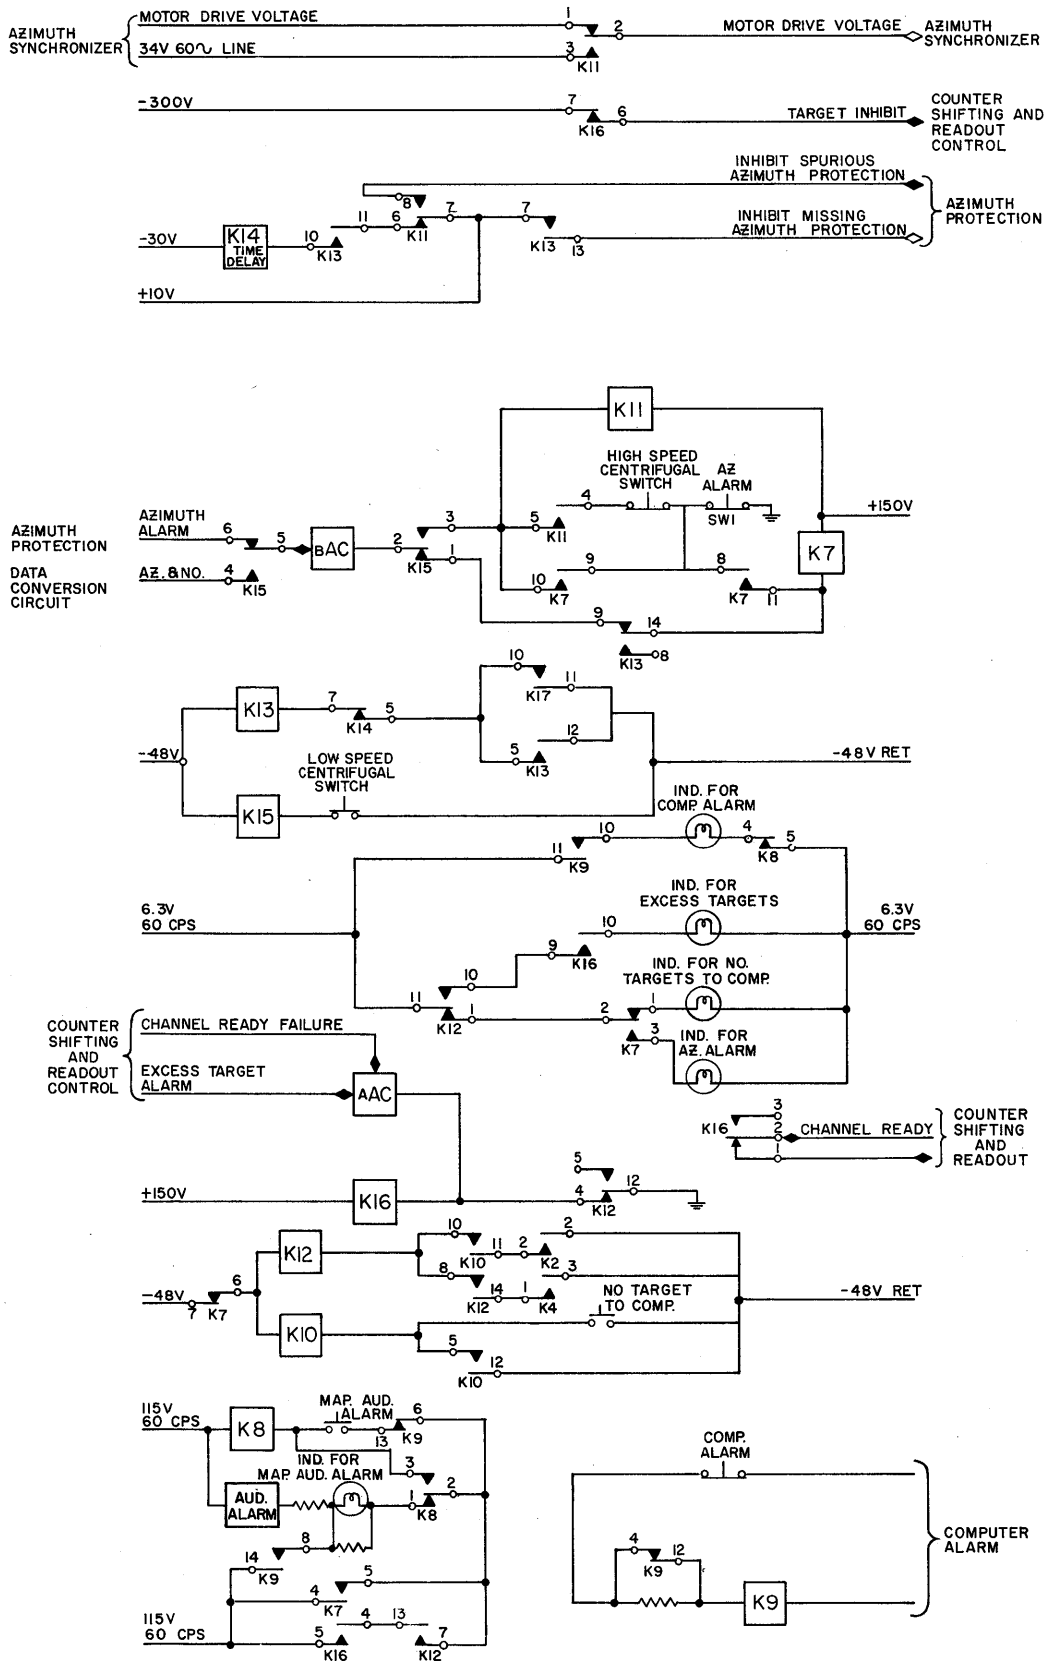 AZIMUTH
SYNCHRONIZER
MOTOR DRIVE VOLTAGE
34V 60~ LINE
1
2
3
K11
MOTOR DRIVE VOLTAGE
AZIMUTH
SYNCHRONIZER
-300V
7
6
K16
TARGET INHIBIT
COUNTER
SHIFTING AND
READOUT
CONTROL
INHIBIT SPURIOUS
AZIMUTH PROTECTION
8
11
6
7
K11
7
K13
13
INHIBIT MISSING
AZIMUTH PROTECTION
AZIMUTH
PROTECTION
-30V
K14
TIME
DELAY
10
K13
+10V
K11
HIGH SPEED
CENTRIFUGAL
SWITCH
AZ
ALARM
4
SW1
+150V
AZIMUTH
PROTECTION
AZIMUTH
ALARM
6
5
BAC
2
3
1
K15
5
K11
K7
DATA
CONVERSION
CIRCUIT
AZ. & NO.
4
K15
9
8
10
K7
K7
11
9
14
K13
8
10
11
K17
K13
7
K14
5
12
5
K13
-48V
-48V RET
LOW SPEED
CENTRIFUGAL
SWITCH
K15
IND. FOR
COMP. ALARM
10
4
5
11
K9
K8
6.3V
60 CPS
IND. FOR
EXCESS TARGETS
10
6.3V
60 CPS
9
K16
IND. FOR NO.
TARGETS TO COMP.
10
11
K12
1
2
1
K7
3
IND. FOR
AZ. ALARM
COUNTER
SHIFTING
AND
READOUT
CONTROL
CHANNEL READY FAILURE
EXCESS TARGET
ALARM
AAC
3
K16
2
CHANNEL READY
1
COUNTER
SHIFTING
AND
READOUT
+150V
K16
5
4
K12
12
K12
10
K10
11
2
K2
2
8
K12
14
1
K4
3
-48V
7
K7
6
NO TARGET
TO COMP.
-48V RET
K10
5
K10
12
115V
60 CPS
K8
MAP. AUD.
ALARM
13
K9
6
IND. FOR
MAP. AUD. ALARM
3
AUD.
ALARM
1
K8
2
8
14
K9
5
4
K7
115V
60 CPS
5
K16
4
13
K12
7
COMP.
ALARM
4
K9
12
K9
COMPUTER
ALARM